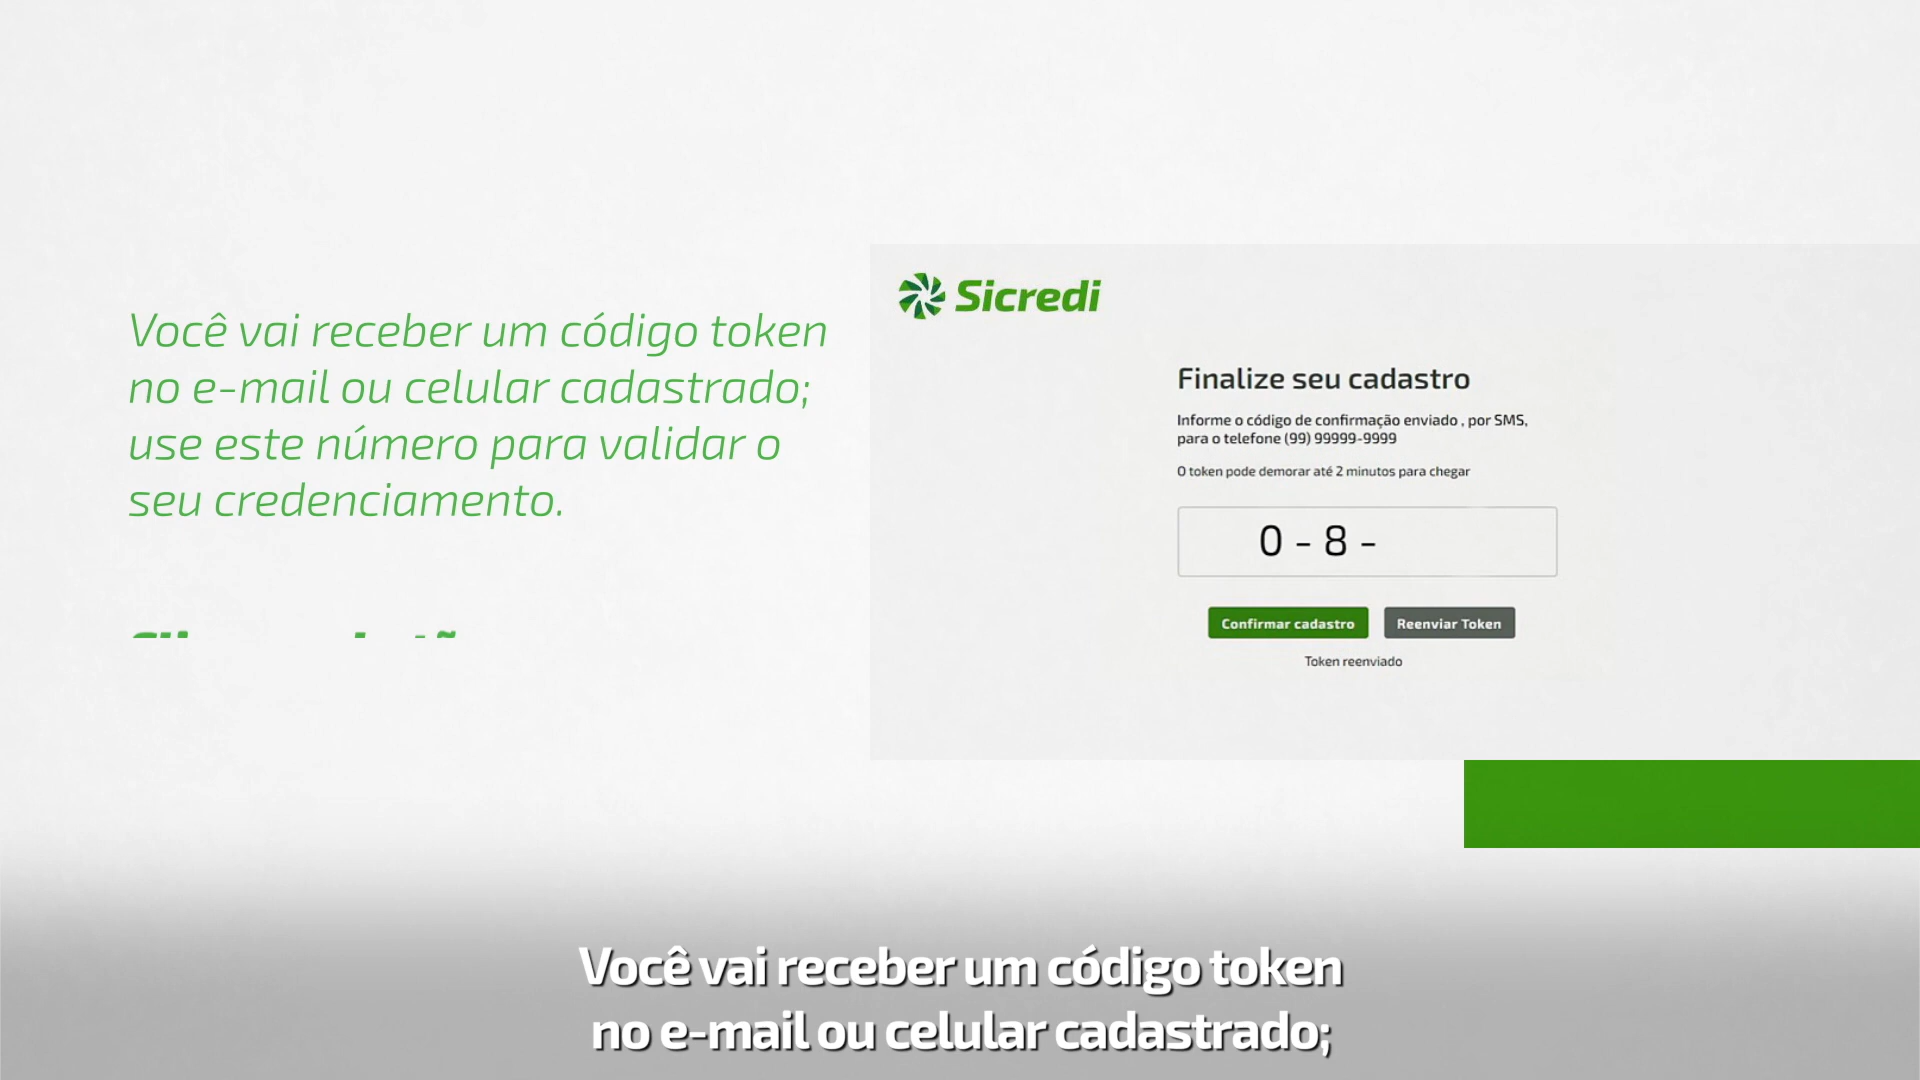 Você vai receber um código token
no e-mail ou celular cadastrado;
use este número para validar o
seu credenciamento.
Sicredi
Finalize seu cadastro
Informe o código de confirmação enviado , por SMS,
para o telefone (99) 99999-9999
O token pode demorar até 2 minutos para chegar
0 - 8 -
Confirmar cadastro
Reenviar Token
Token reenviado
Você vai receber um código token
no e-mail ou celular cadastrado;